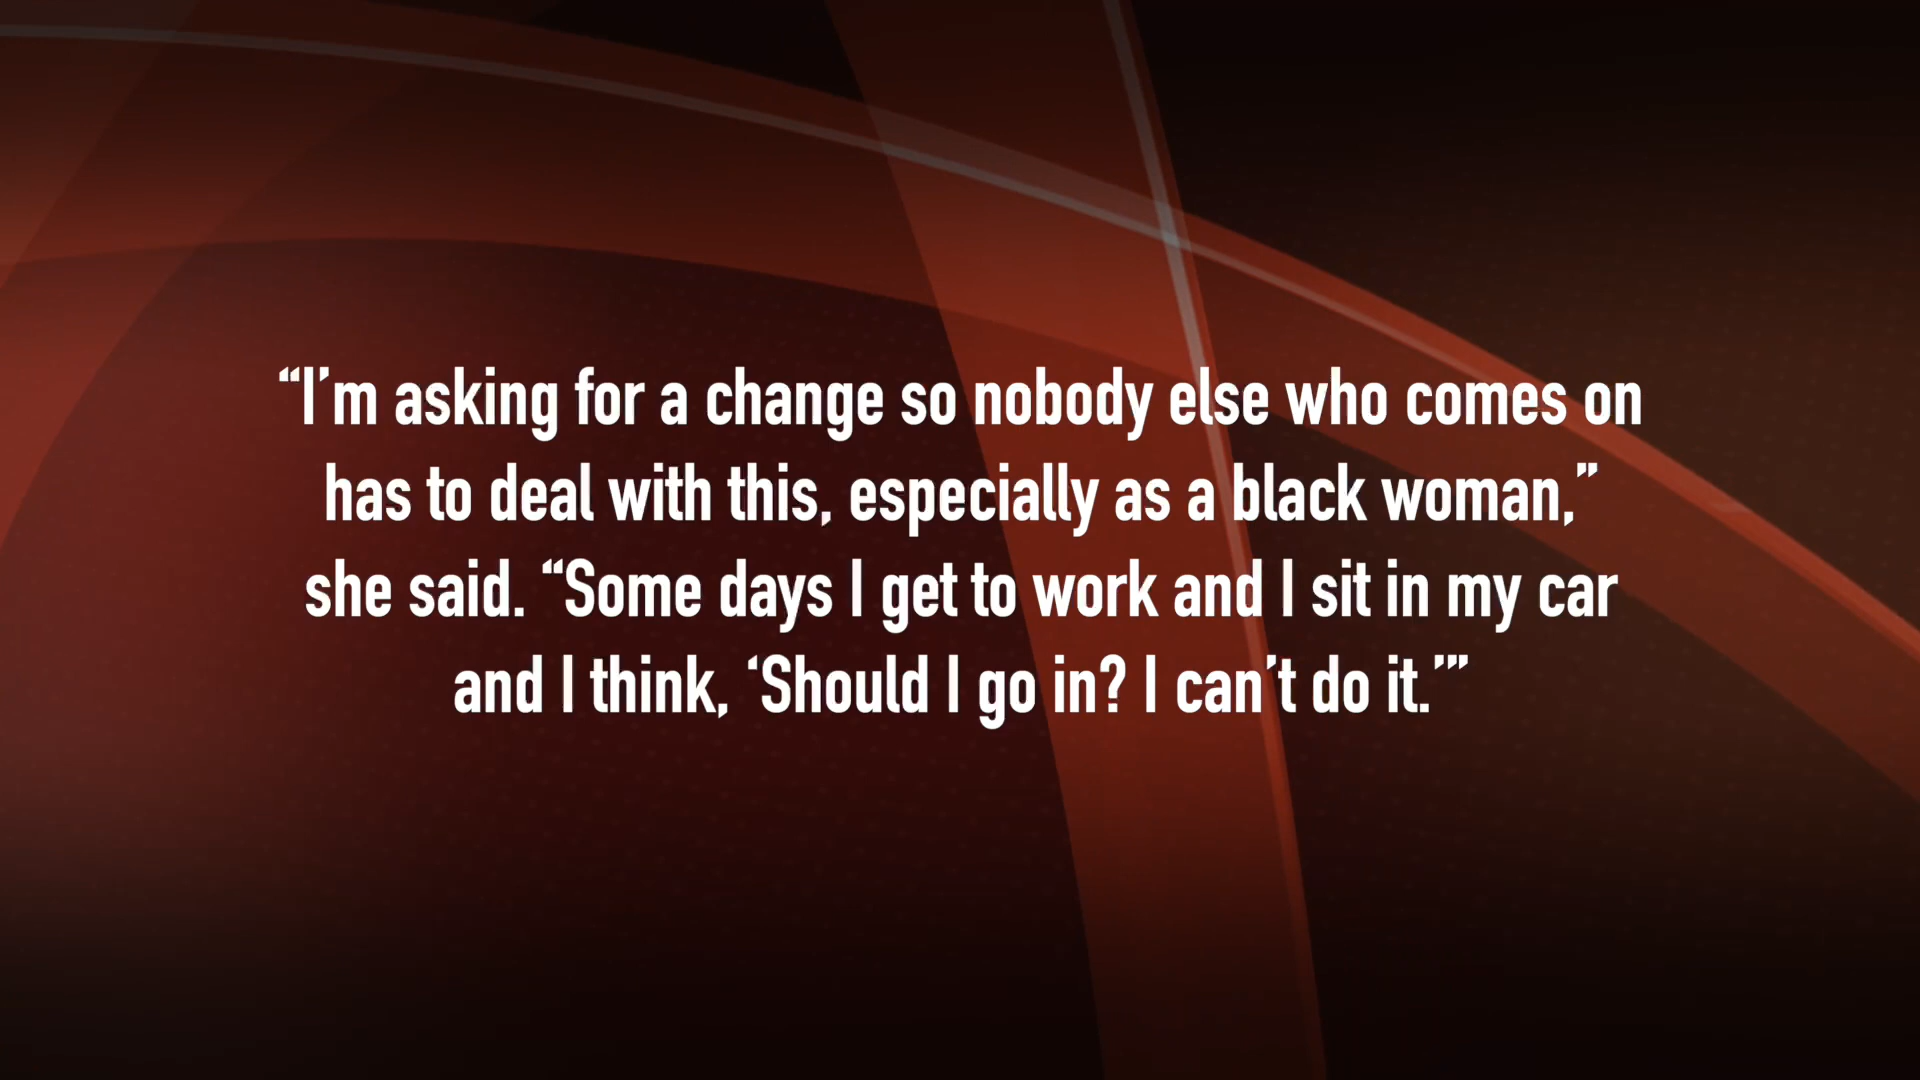 “I’m asking for a change so nobody else who comes on
has to deal with this, especially as a black woman,”
she said. “Some days I get to work and I sit in my car
and I think, ‘Should I go in? I can’t do it.’”